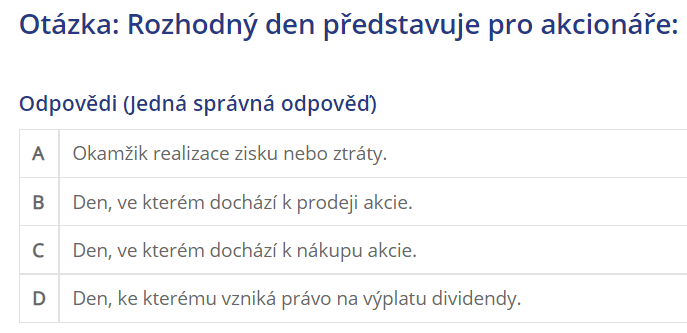 Otázka: Rozhodný den představuje pro akcionáře:
Odpovědi (Jedná správná odpověď)
A Okamžik realizace zisku nebo ztráty.
B Den, ve kterém dochází k prodeji akcie.
C Den, ve kterém dochází k nákupu akcie.
D Den, ke kterému vzniká právo na výplatu dividendy.